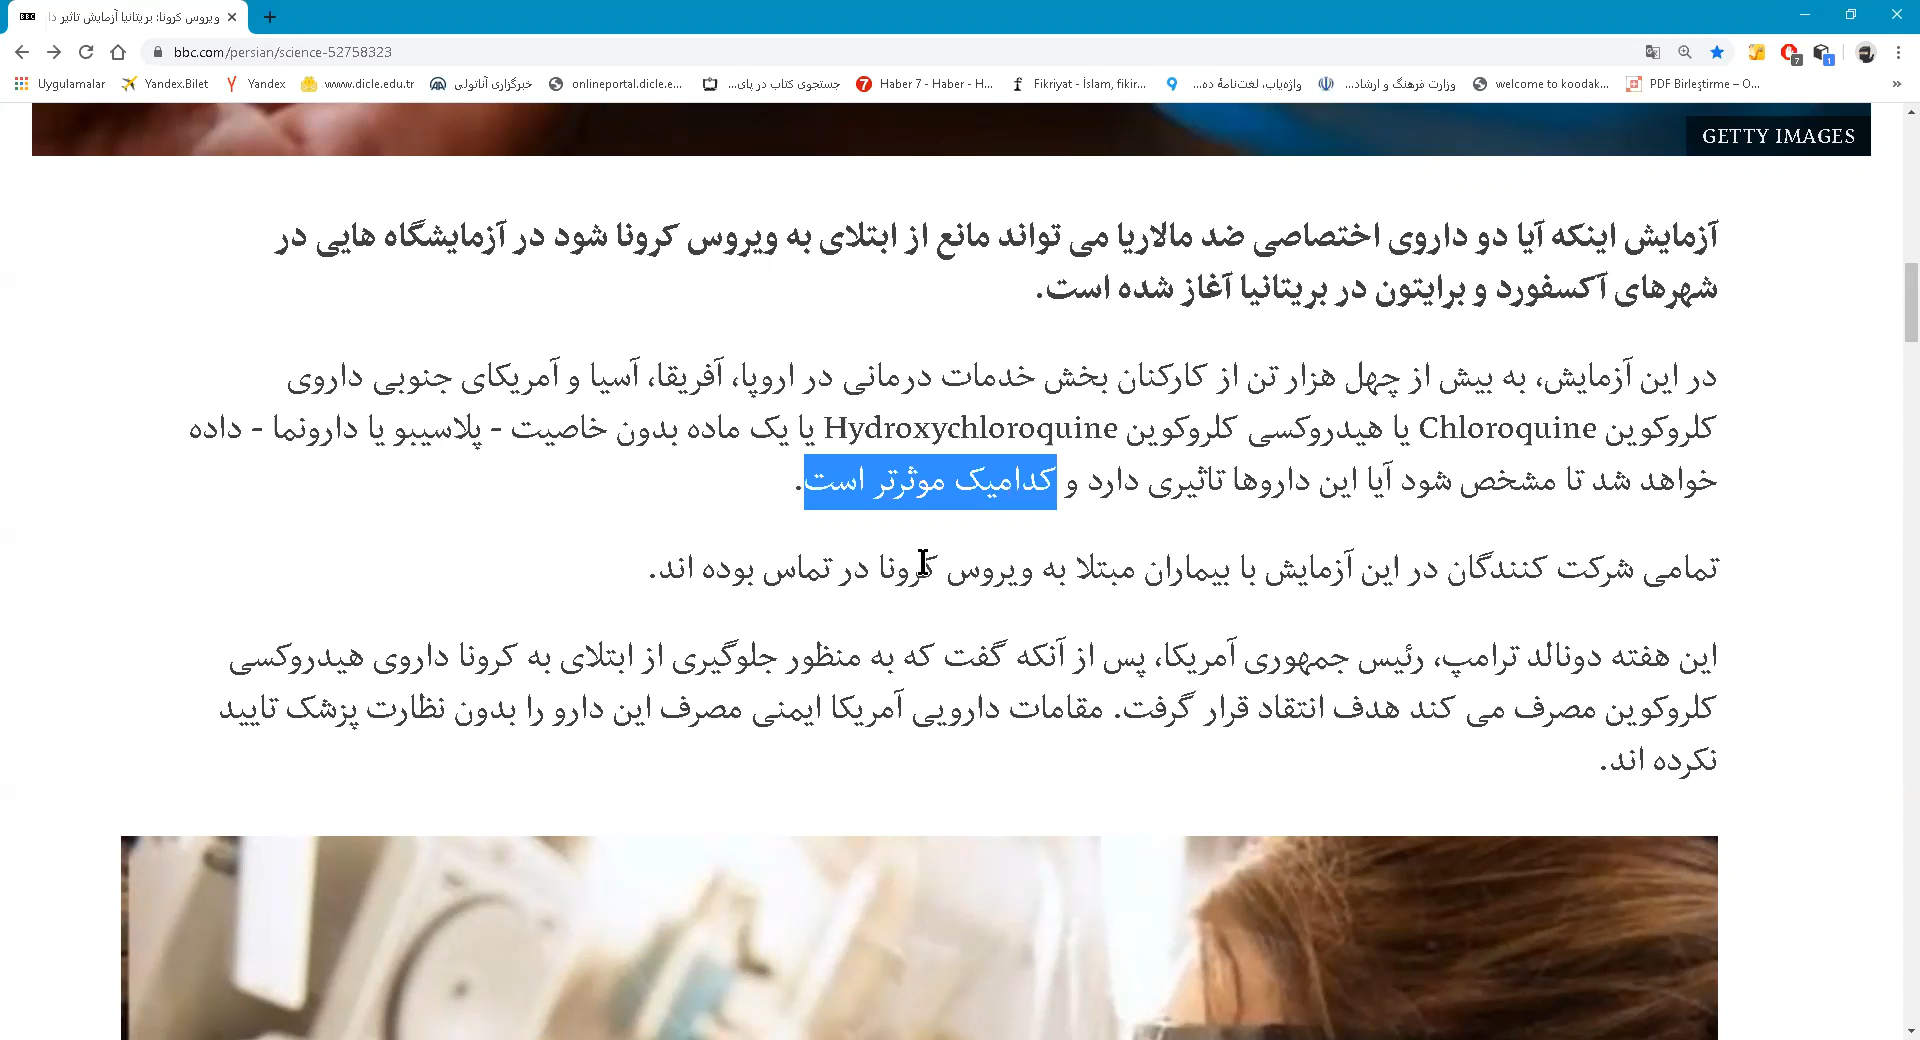 ویروس کرونا: بریتانیا آزمایش تاثیر دا
bbc.com/persian/science-52758323
Uygulamalar
Yandex.Bilet
Yandex
www.dicle.edu.tr
خبرگزاری آناتولی
onlineportal.dicle.e...
جستجوی کتاب در پای...
Haber 7 - Haber - H...
Fikriyat - İslam, fikir...
واژه‌یاب، لغت‌نامهٔ ده...
وزارت فرهنگ و ارشاد...
welcome to koodak...
PDF Birleştirme – O...
GETTY IMAGES
آزمایش اینکه آیا دو داروی اختصاصی ضد مالاریا می تواند مانع از ابتلای به ویروس کرونا شود در آزمایشگاه هایی در
شهرهای آکسفورد و برایتون در بریتانیا آغاز شده است.
در این آزمایش، به بیش از چهل هزار تن از کارکنان بخش خدمات درمانی در اروپا، آفریقا، آسیا و آمریکای جنوبی داروی
کلروکوین Chloroquine یا هیدروکسی کلروکوین Hydroxychloroquine یا یک ماده بدون خاصیت - پلاسیبو یا دارونما - داده
خواهد شد تا مشخص شود آیا این داروها تاثیری دارد و کدامیک موثرتر است.
تمامی شرکت کنندگان در این آزمایش با بیماران مبتلا به ویروس کرونا در تماس بوده اند.
این هفته دونالد ترامپ، رئیس جمهوری آمریکا، پس از آنکه گفت که به منظور جلوگیری از ابتلای به کرونا داروی هیدروکسی
کلروکوین مصرف می کند هدف انتقاد قرار گرفت. مقامات دارویی آمریکا ایمنی مصرف این دارو را بدون نظارت پزشک تایید
نکرده اند.